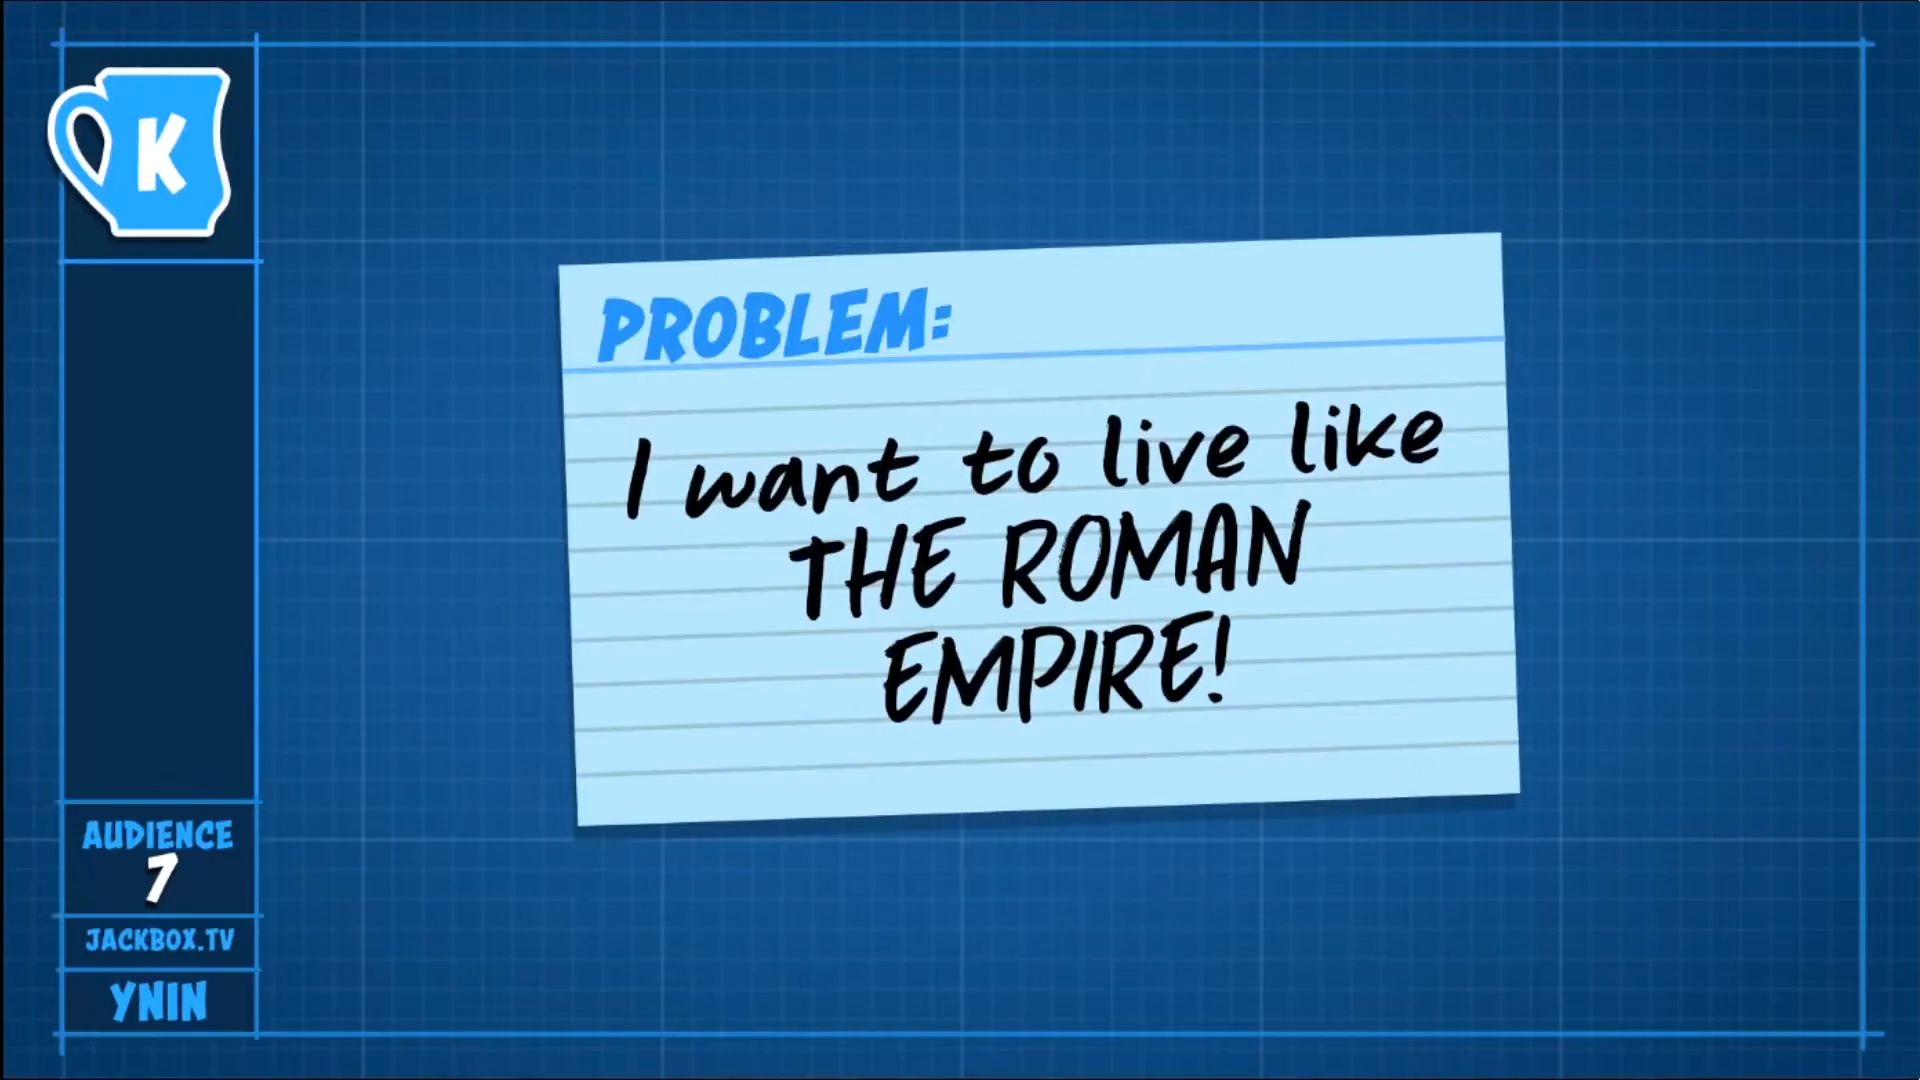 K
PROBLEM:
I want to live like
THE ROMAN
EMPIRE!
AUDIENCE
7
JACKBOX.TV
YNIN